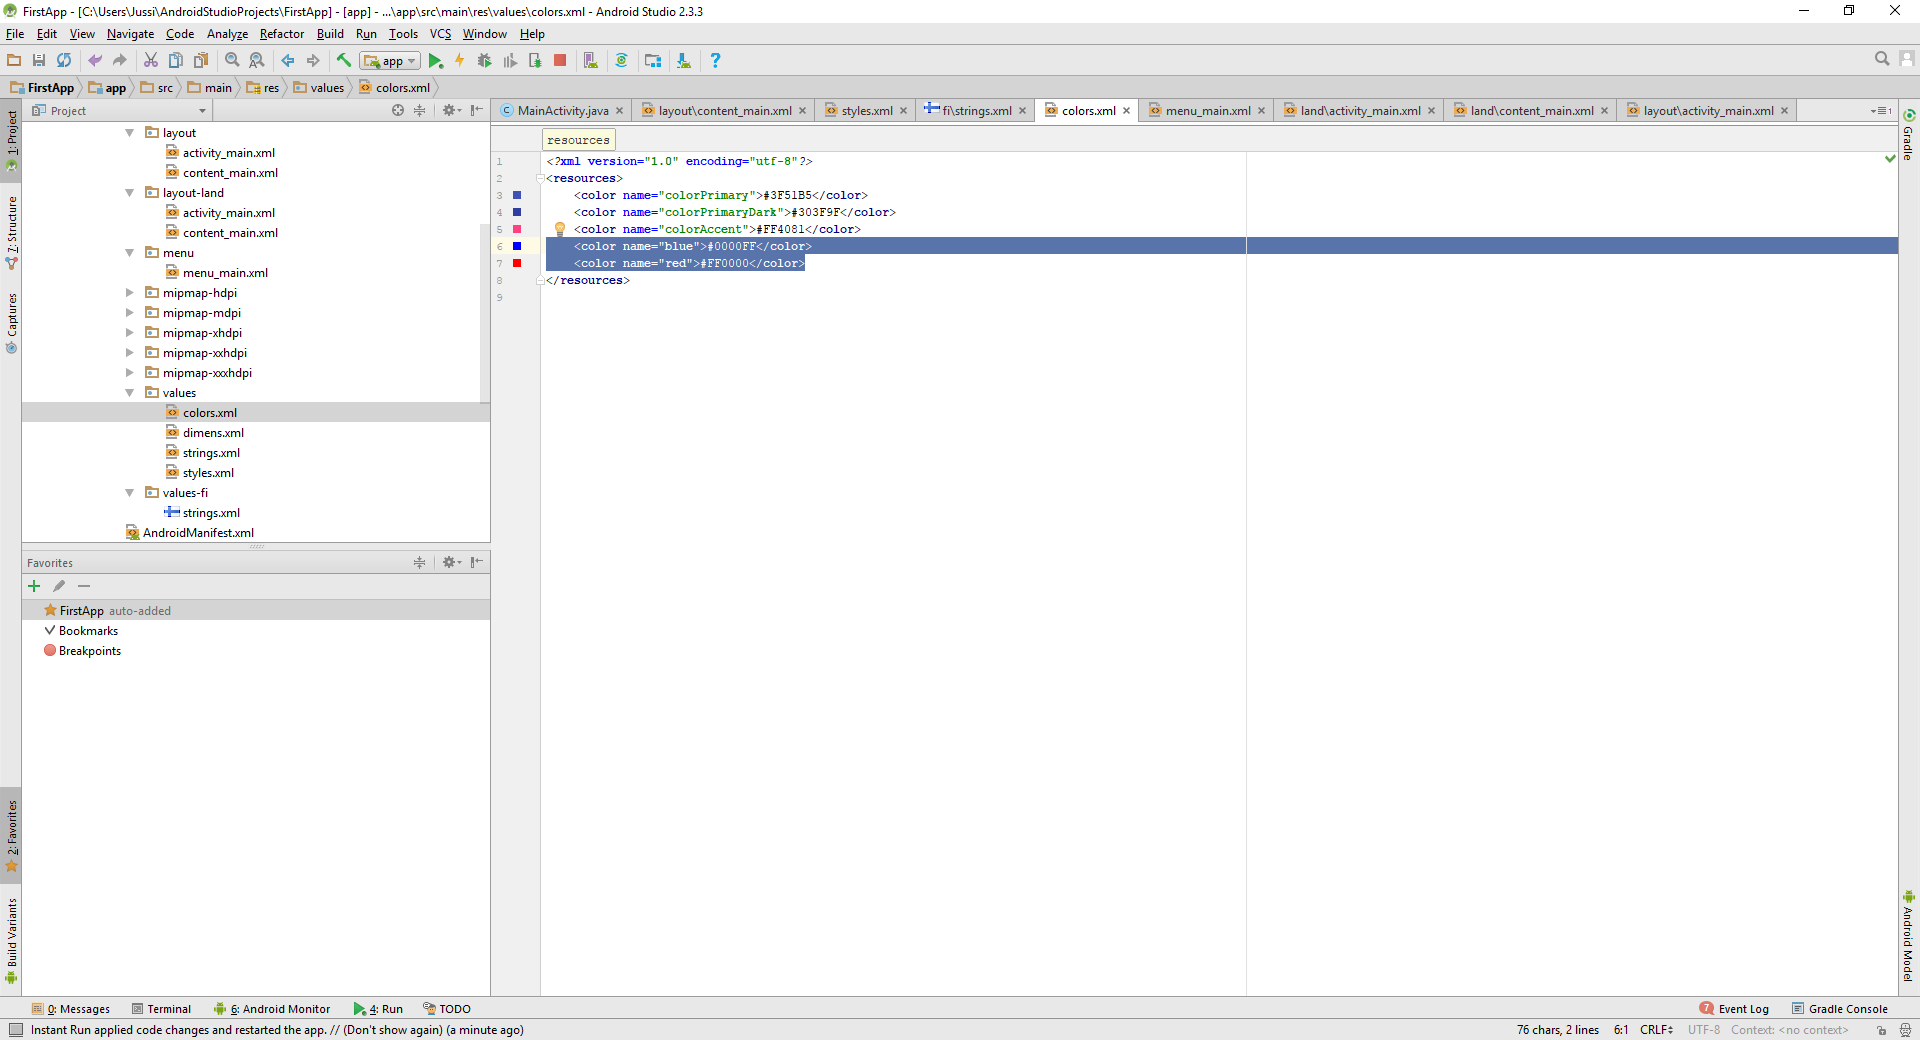 FirstApp - [C:\Users\Jussi\AndroidStudioProjects\FirstApp] - [app] - ...\app\src\main\res\values\colors.xml - Android Studio 2.3.3
File Edit View Navigate Code Analyze Refactor Build Run Tools VCS Window Help
app
FirstApp app src main res values colors.xml
Project
MainActivity.java layout\content_main.xml styles.xml fi\strings.xml colors.xml menu_main.xml land\activity_main.xml land\content_main.xml layout\activity_main.xml
1: Project
7: Structure
Captures
2: Favorites
Build Variants
layout
activity_main.xml
content_main.xml
layout-land
activity_main.xml
content_main.xml
menu
menu_main.xml
mipmap-hdpi
mipmap-mdpi
mipmap-xhdpi
mipmap-xxhdpi
mipmap-xxxhdpi
values
colors.xml
dimens.xml
strings.xml
styles.xml
values-fi
strings.xml
AndroidManifest.xml
Favorites
FirstApp auto-added
Bookmarks
Breakpoints
resources
1 <?xml version="1.0" encoding="utf-8"?>
2 <resources>
3 <color name="colorPrimary">#3F51B5</color>
4 <color name="colorPrimaryDark">#303F9F</color>
5 <color name="colorAccent">#FF4081</color>
6 <color name="blue">#0000FF</color>
7 <color name="red">#FF0000</color>
8 </resources>
9
Gradle
Android Model
0: Messages Terminal 6: Android Monitor 4: Run TODO
7 Event Log Gradle Console
Instant Run applied code changes and restarted the app. // (Don't show again) (a minute ago)
76 chars, 2 lines 6:1 CRLF UTF-8 Context: <no context>